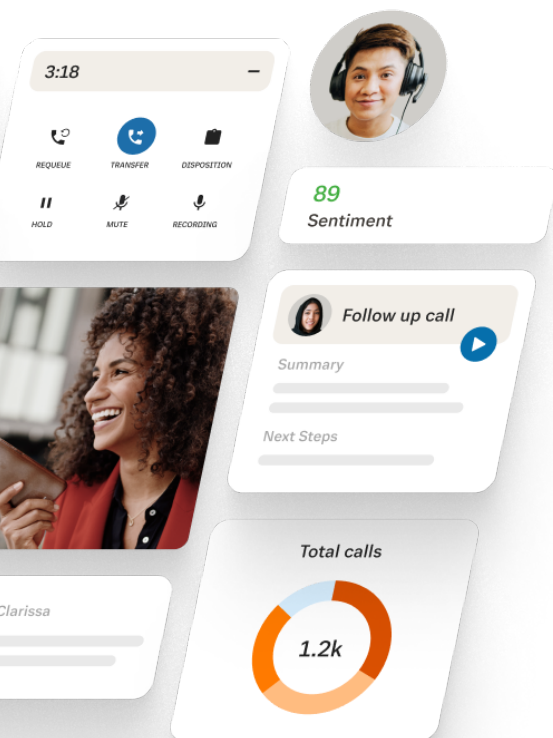 3:18
REQUEUE
TRANSFER
DISPOSITION
HOLD
MUTE
RECORDING
89
Sentiment
Follow up call
Summary
Next Steps
Clarissa
Total calls
1.2k